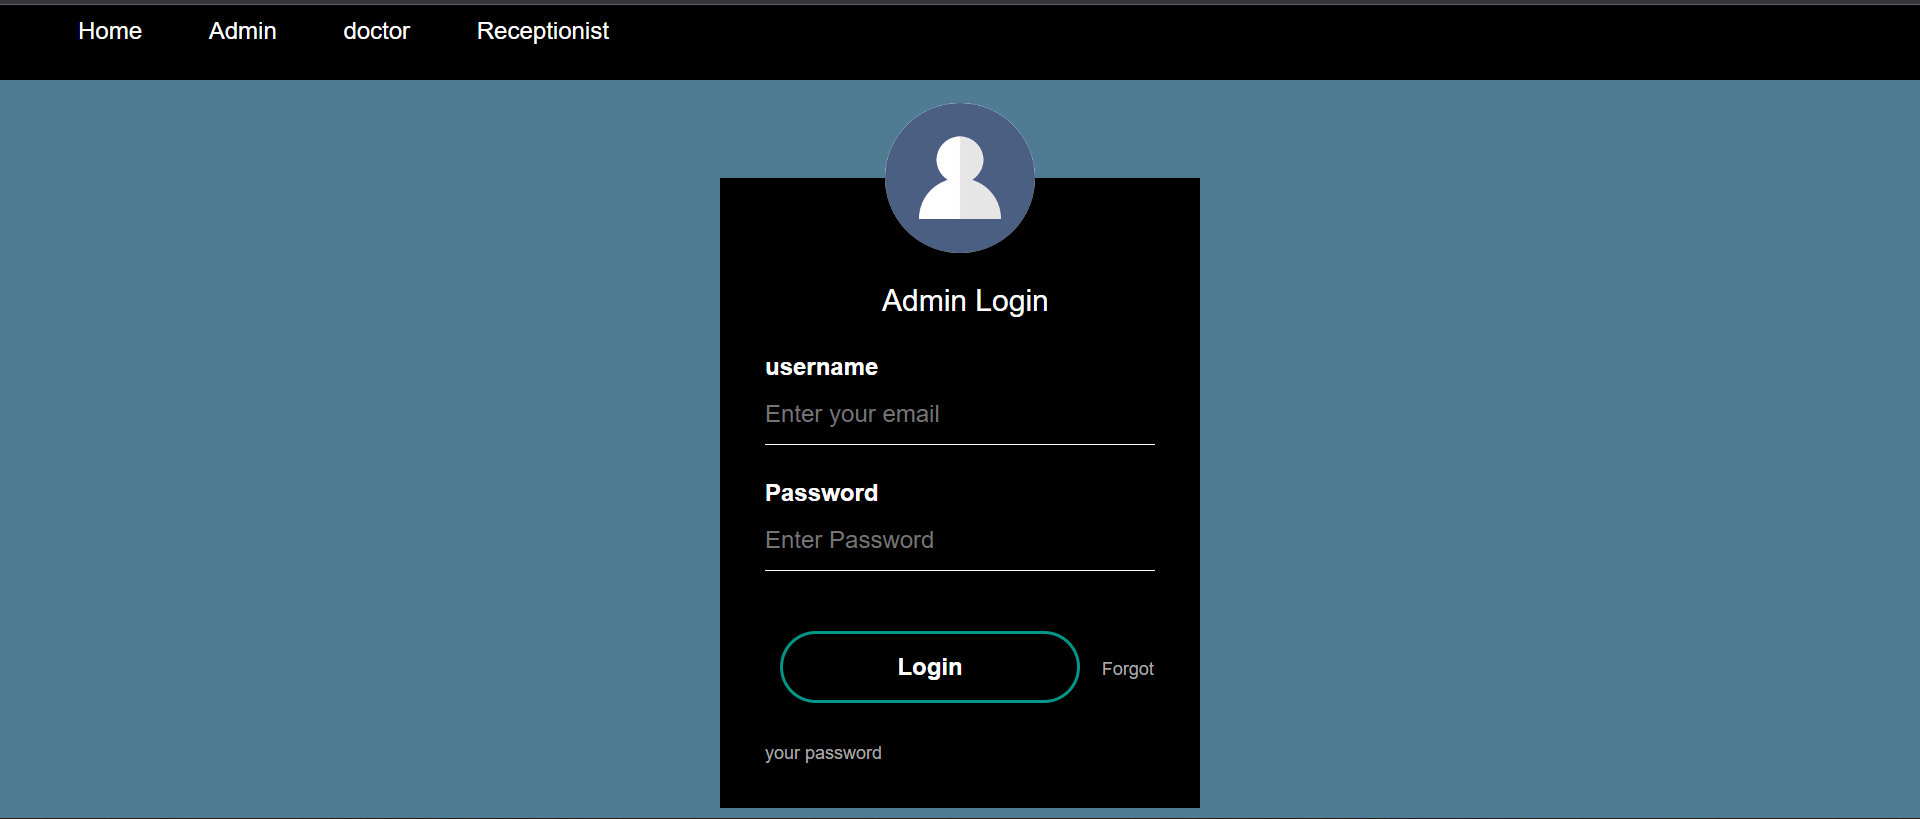 Home Admin doctor Receptionist
Admin Login
username
Enter your email
Password
Enter Password
Login Forgot
your password